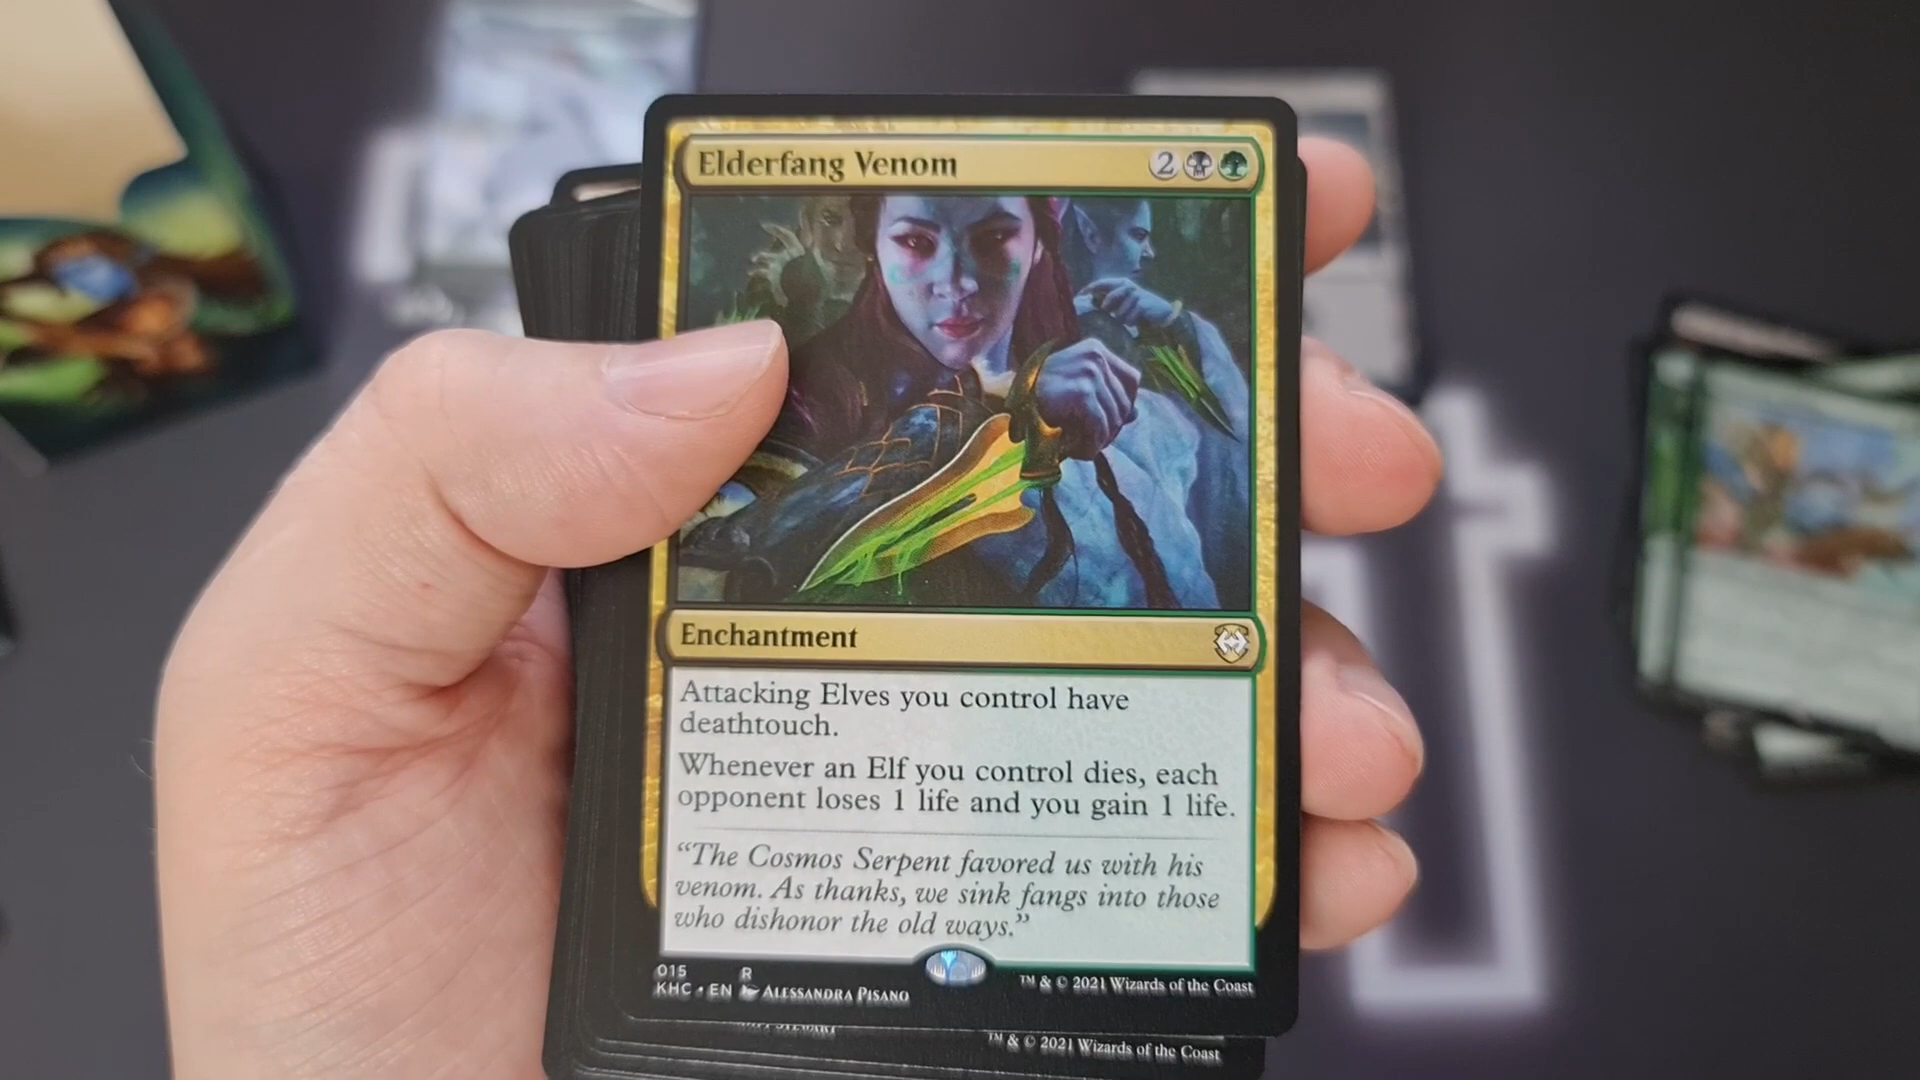 Elderfang Venom 2
Enchantment
Attacking Elves you control have
deathtouch.
Whenever an Elf you control dies, each
opponent loses 1 life and you gain 1 life.
“The Cosmos Serpent favored us with his
venom. As thanks, we sink fangs into those
who dishonor the old ways.”
015 R
KHC • EN ALESSANDRA PISANO
™ & © 2021 Wizards of the Coast
STEWART
™ & © 2021 Wizards of the Coast